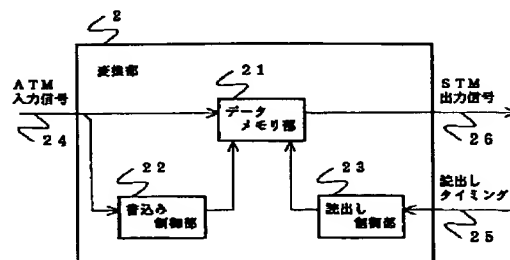 2
ATM
入力信号
24
変換部
21
データ
メモリ部
STM
出力信号
26
22
書込み
制御部
23
読出し
制御部
読出し
タイミング
25